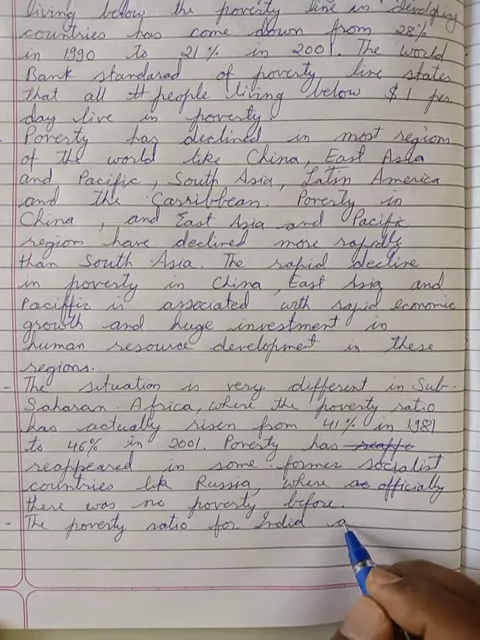 living below the poverty line in developing
countries has come down from 28%
in 1990 to 21% in 2001. The world
Bank standarad of poverty line states
that all people living below $1 per
day live in poverty.
- Poverty has declined in most region
of the world like China, East Asia
and Pacific, South Asia, Latin America
and the Carribbean. Poverty in
China, and East Asia and Pacific
region have declined more rapidly
than South Asia. The rapid decline
in poverty in China, East Asia and
Paciffic is associated with rapid economic
growth and huge investment in
human resource development in these
regions.
- The situation is very different in Sub-
Saharan Africa, where the poverty ratio
has actually risen from 41% in 1981
to 46% in 2001. Poverty has
reappeared in some former socialist
countries like Russia, where officially
there was no poverty before.
- The poverty ratio for India a